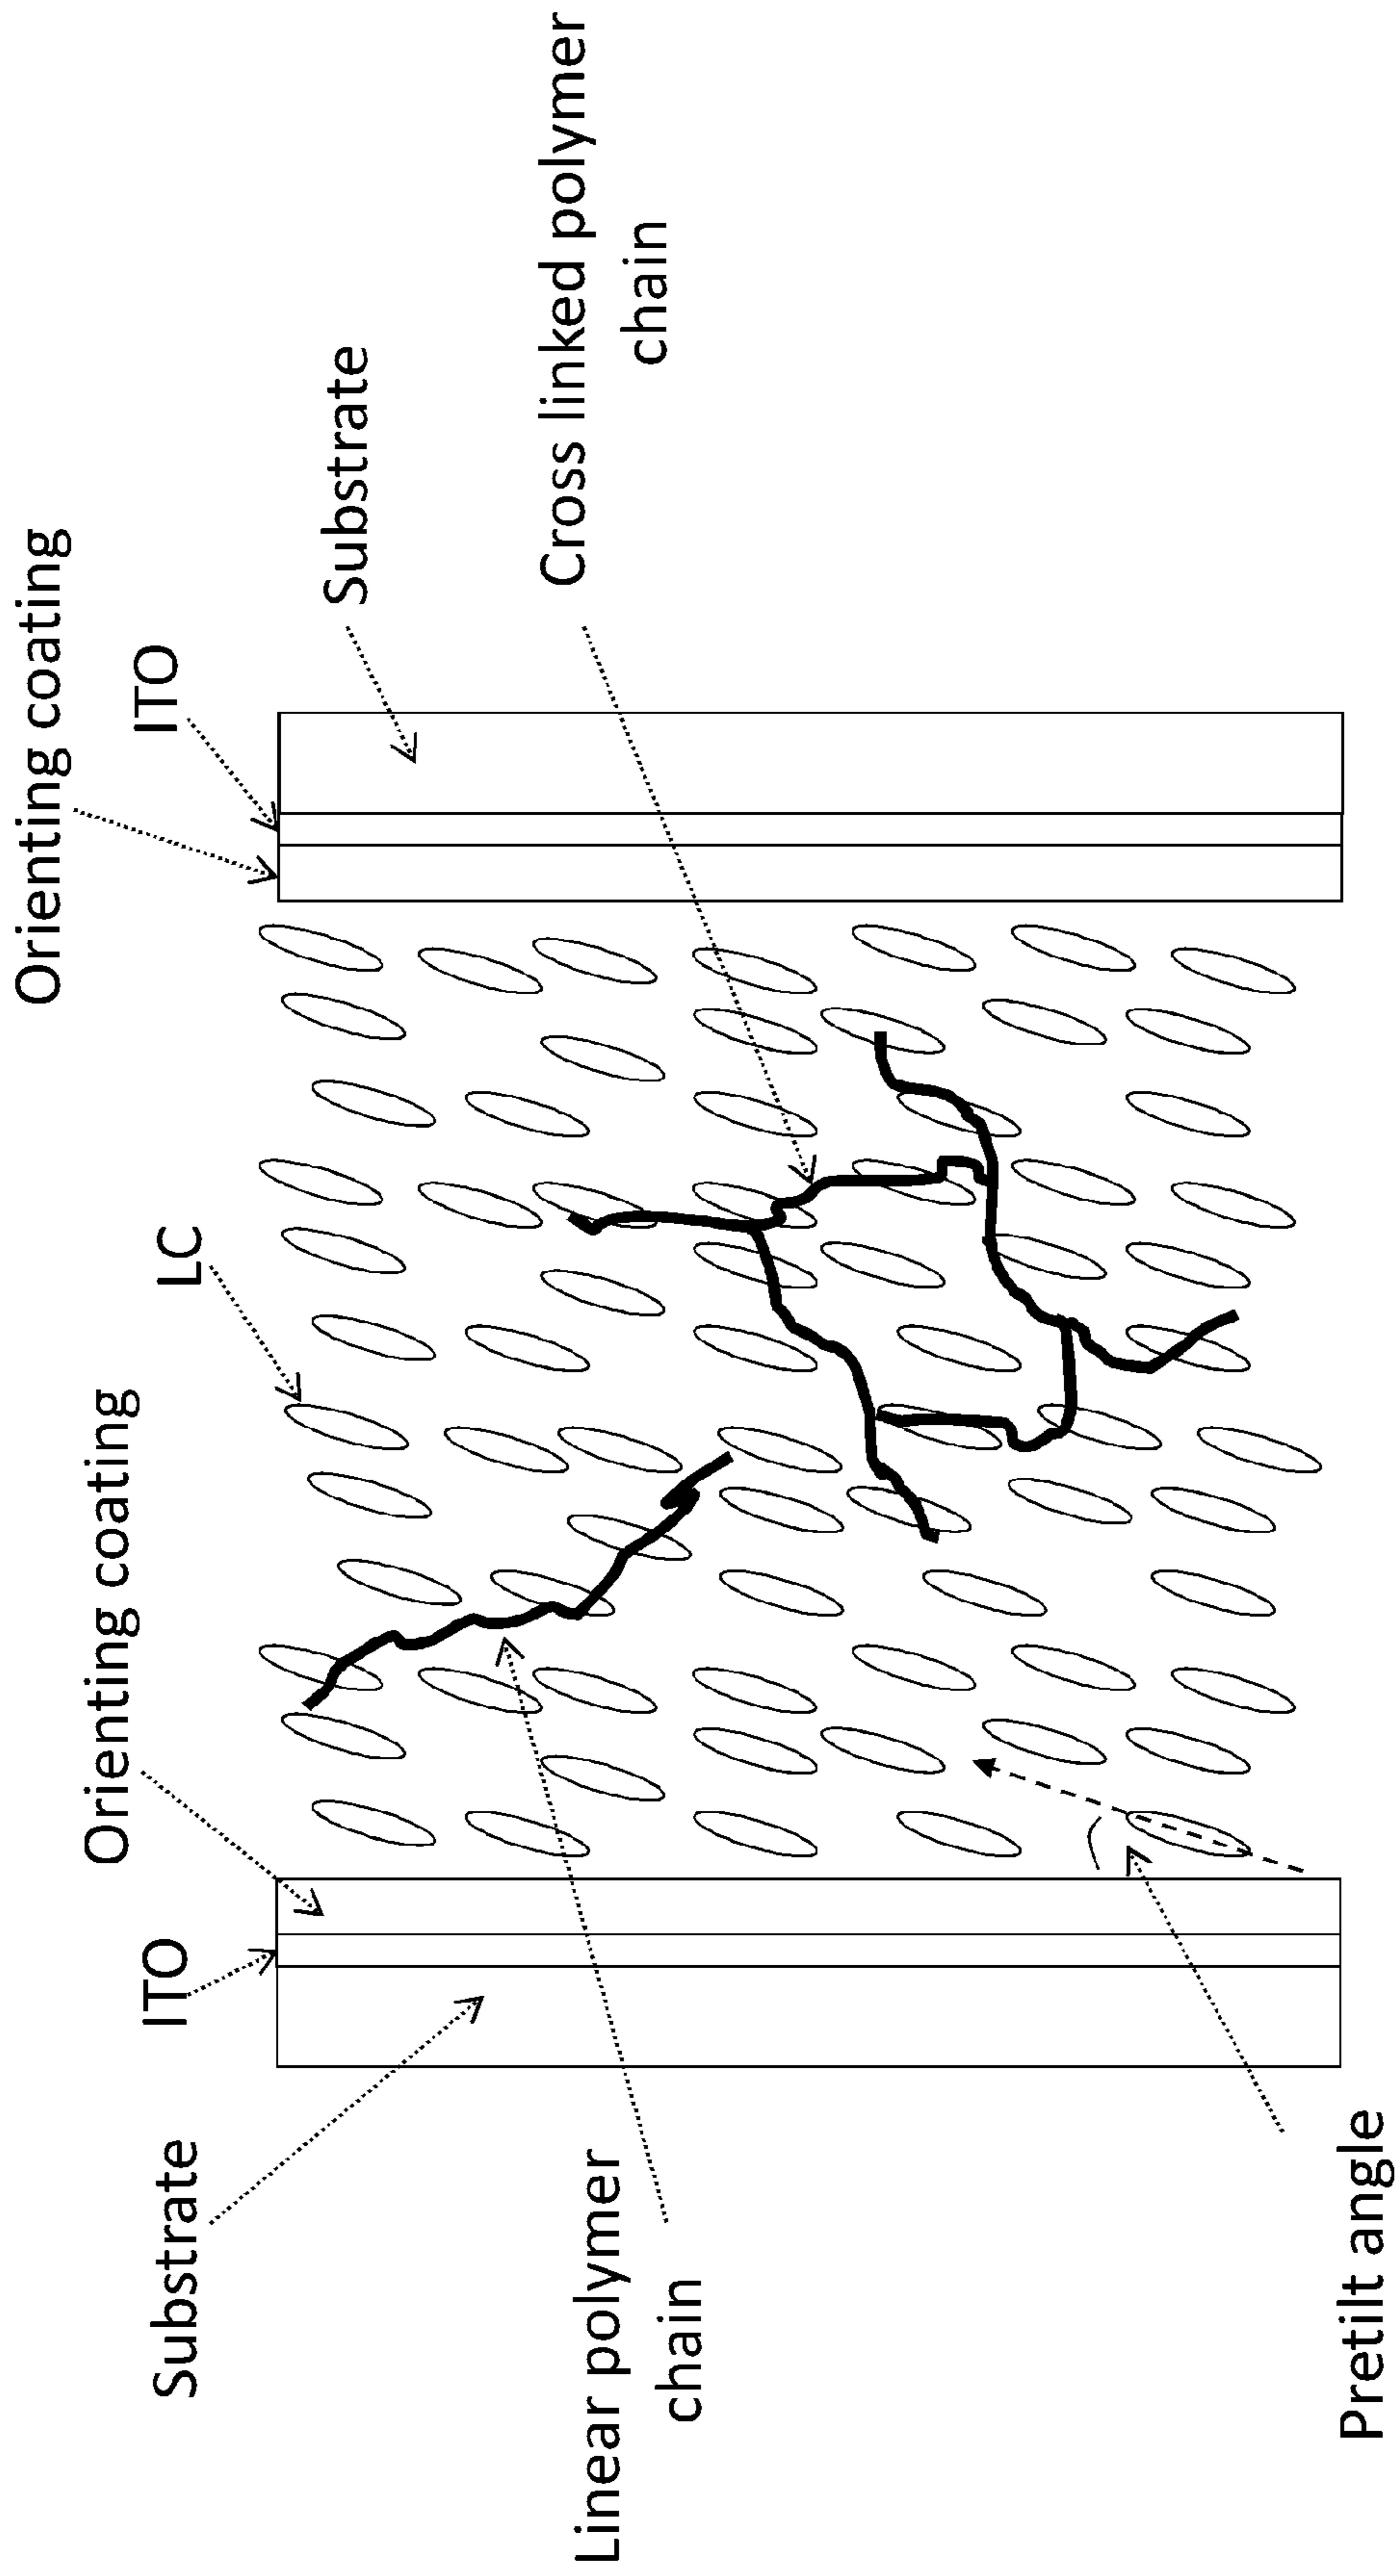 Orienting coating
Orienting coating
ITO
LC
ITO
Substrate
Substrate
Linear polymer
chain
Cross linked polymer
chain
Pretilt angle